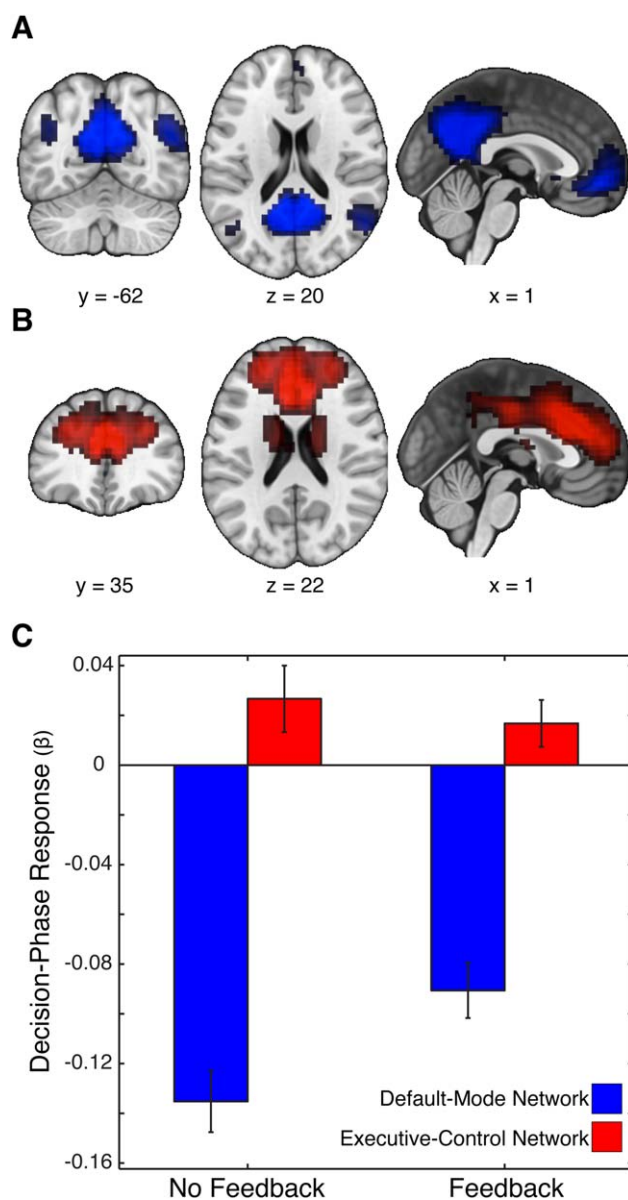 A
y = -62
z = 20
x = 1
B
y = 35
z = 22
x = 1
C
0.04
0
-0.04
-0.08
-0.12
-0.16
Decision-Phase Response (β)
Default-Mode Network
Executive-Control Network
No Feedback
Feedback